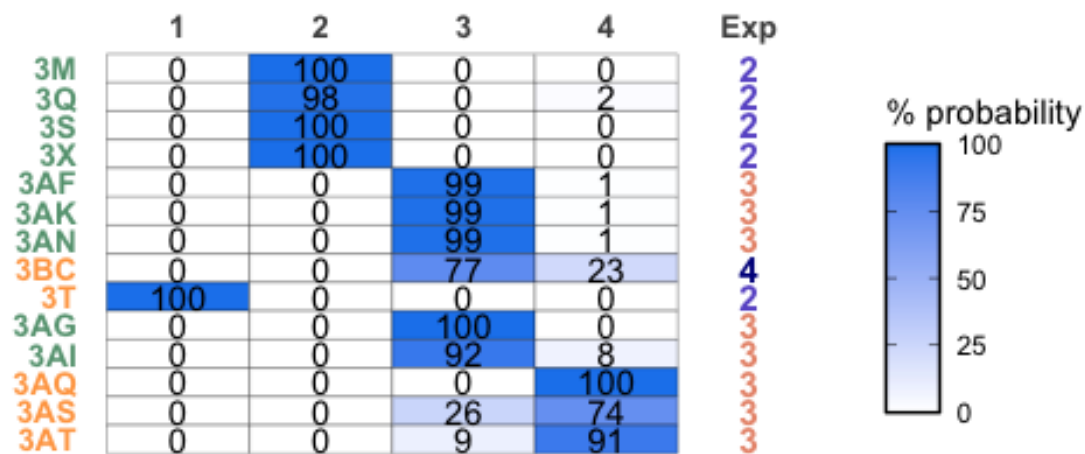 1 2 3 4 Exp
3M 0 100 0 0 2
3Q 0 98 0 2 2
3S 0 100 0 0 2
3X 0 100 0 0 2
3AF 0 0 99 1 3
3AK 0 0 99 1 3
3AN 0 0 99 1 3
3BC 0 0 77 23 4
3T 100 0 0 0 2
3AG 0 0 100 0 3
3AI 0 0 92 8 3
3AQ 0 0 0 100 3
3AS 0 0 26 74 3
3AT 0 0 9 91 3
% probability
100
75
50
25
0